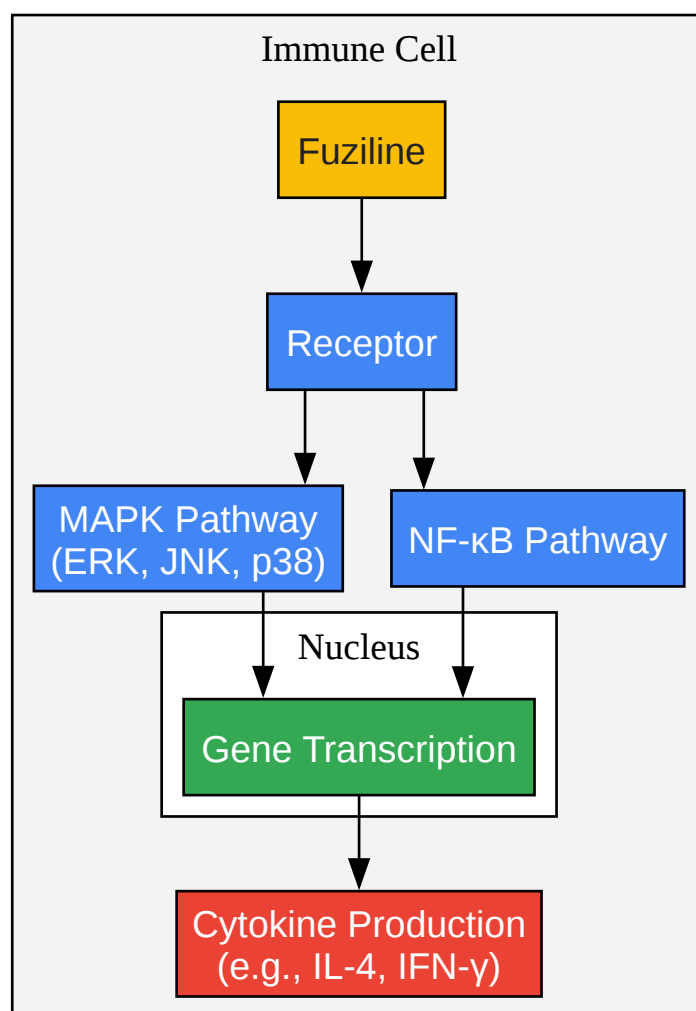 Immune Cell
Fuziline
Receptor
MAPK Pathway
(ERK, JNK, p38)
NF-κB Pathway
Nucleus
Gene Transcription
Cytokine Production
(e.g., IL-4, IFN-γ)